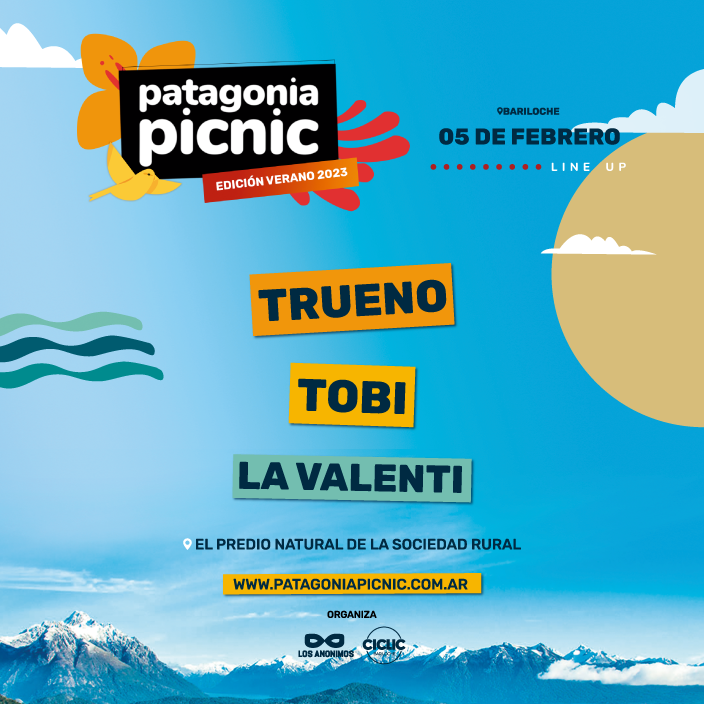 patagonia
picnic
EDICIÓN VERANO 2023
BARILOCHE
05 DE FEBRERO
LINE UP
TRUENO
TOBI
LA VALENTI
EL PREDIO NATURAL DE LA SOCIEDAD RURAL
WWW.PATAGONIAPICNIC.COM.AR
ORGANIZA
LOS ANONIMOS